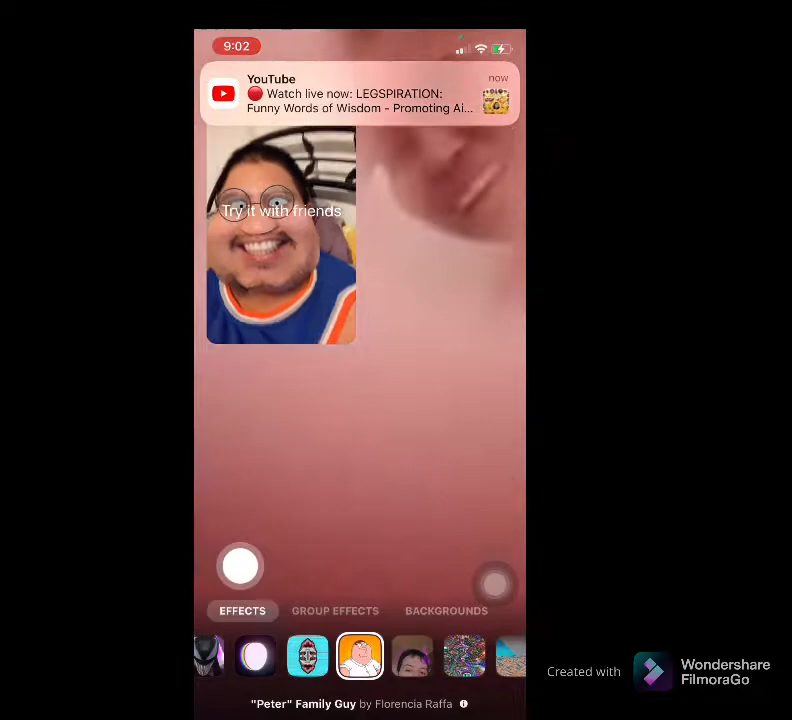 9:02
YouTube
now
🔴 Watch live now: LEGSPIRATION:
Funny Words of Wisdom - Promoting Ai...
Try it with friends
EFFECTS
GROUP EFFECTS
BACKGROUNDS
"Peter" Family Guy by Florencia Raffa
Created with
Wondershare
FilmoraGo